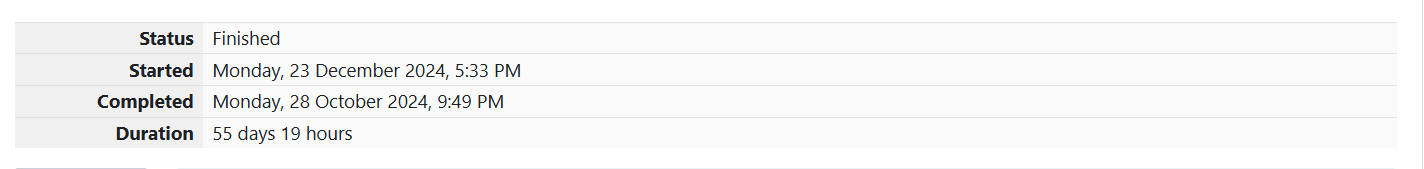 Status Finished
Started Monday, 23 December 2024, 5:33 PM
Completed Monday, 28 October 2024, 9:49 PM
Duration 55 days 19 hours